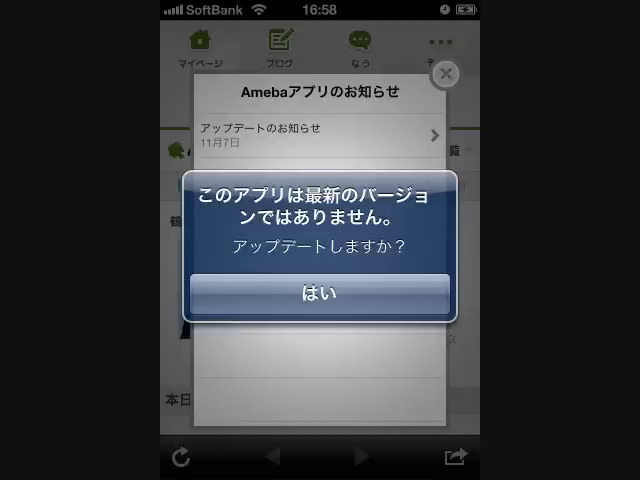 SoftBank 16:58
マイページ ブログ なう
Amebaアプリのお知らせ
アップデートのお知らせ
11月7日
覧
このアプリは最新のバージョ
ンではありません。
アップデートしますか？
はい
本日